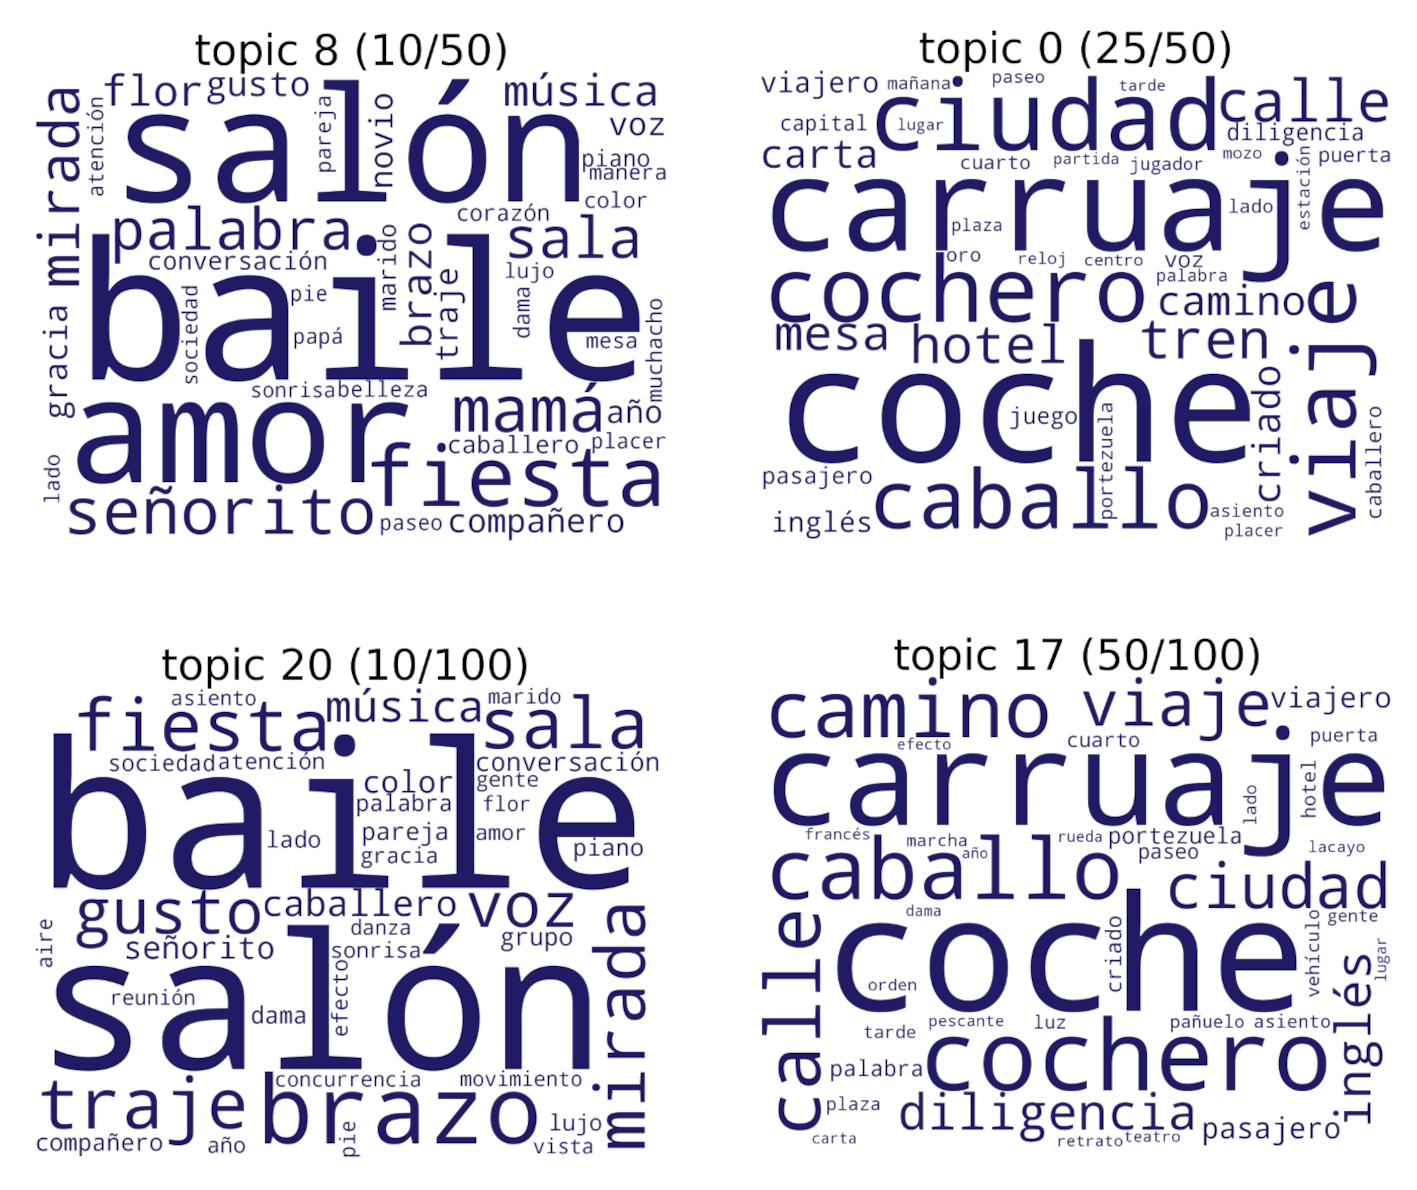 topic 8 (10/50)
flor gusto música
mirada atención salón pareja novio voz
piano
manera
color
palabra corazón sala
conversación marido brazo lujo
baile sociedad pie traje dama
gracia papá mesa muchacho
sonrisa belleza
amor mamá año
caballero placer
lado fiesta
señorito paseo compañero
topic 0 (25/50)
viajero mañana paseo tarde
ciudad calle
capital lugar diligencia
carta cuarto partida jugador mozo puerta
carruaje estación
plaza lado
oro reloj centro voz
cochero palabra camino
mesa hotel tren viaje
coche criado
juego portezuela caballero
pasajero caballo
inglés asiento
placer
topic 20 (10/100)
asiento música marido
fiesta sala
sociedad atención conversación
baile color gente
palabra flor
lado pareja amor
gracia piano
gusto caballero voz mirada
aire danza
señorito sonrisa grupo
salón efecto
reunión
dama
concurrencia movimiento
traje brazo
compañero año pie lujo
vista
topic 17 (50/100)
camino viaje viajero
efecto cuarto puerta
carruaje lado hotel
francés marcha rueda portezuela
año paseo lacayo
caballo ciudad
calle dama gente
coche criado vehículo lugar
orden inglés
pescante luz pañuelo asiento
tarde cochero
palabra
plaza diligencia pasajero
carta retrato teatro